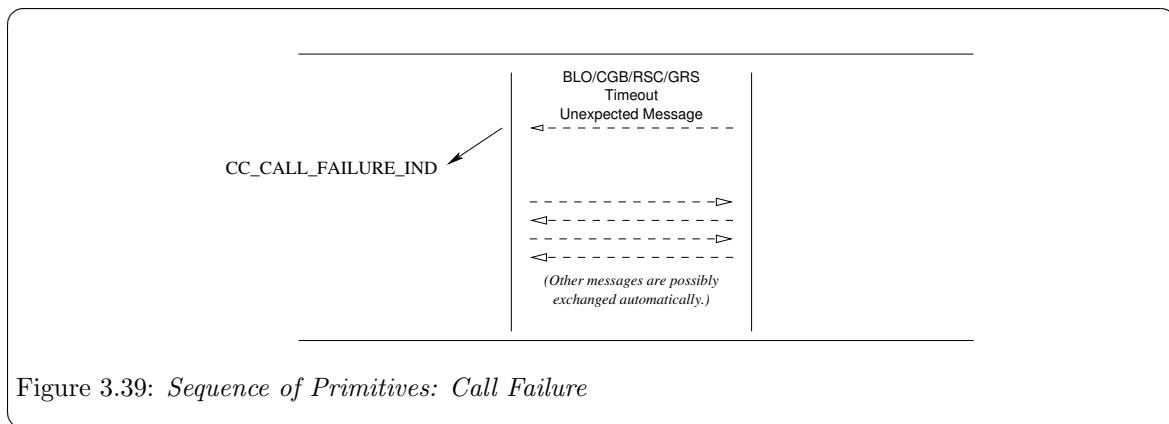 BLO/CGB/RSC/GRS
Timeout
Unexpected Message
CC_CALL_FAILURE_IND
(Other messages are possibly
exchanged automatically.)
Figure 3.39: Sequence of Primitives: Call Failure